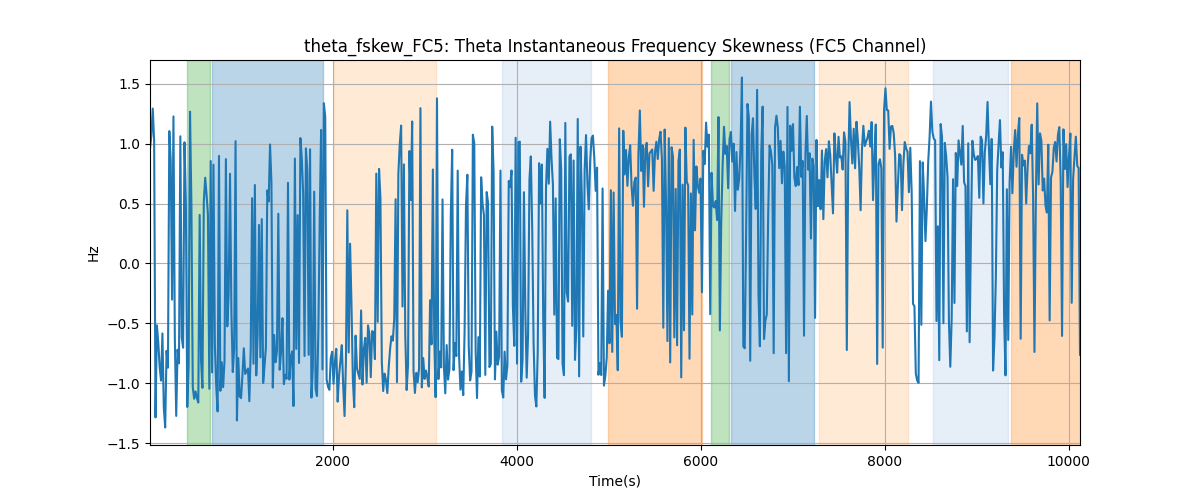 theta_fskew_FC5: Theta Instantaneous Frequency Skewness (FC5 Channel)
1.5
1.0
0.5
0.0
−0.5
−1.0
−1.5
Hz
2000 4000 6000 8000 10000
Time(s)